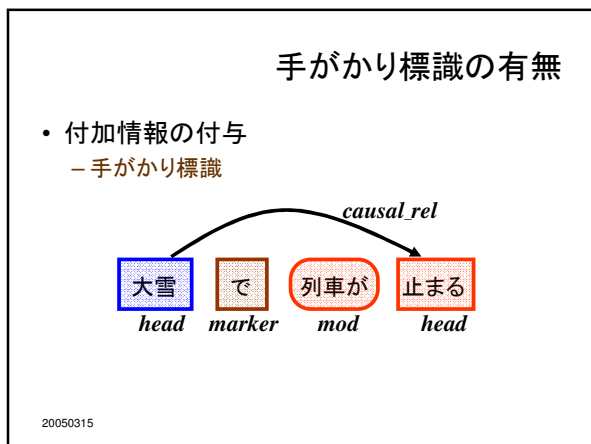 手がかり標識の有無
• 付加情報の付与
– 手がかり標識
causal_rel
大雪 で 列車が 止まる
head marker mod head
20050315